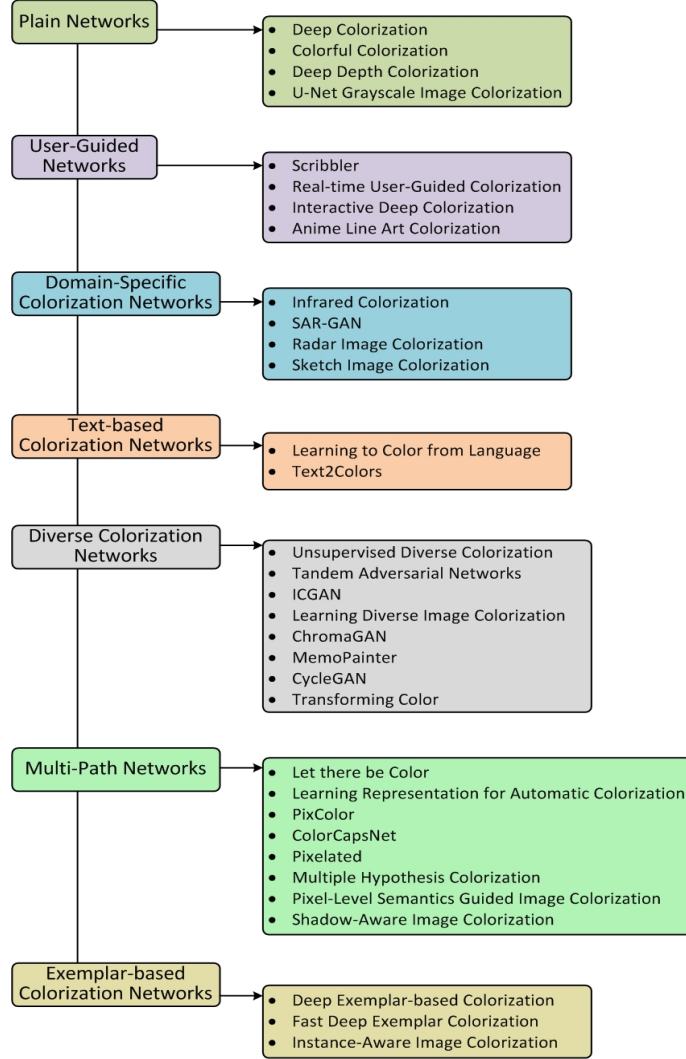 Plain Networks
• Deep Colorization
• Colorful Colorization
• Deep Depth Colorization
• U-Net Grayscale Image Colorization
User-Guided
Networks
• Scribbler
• Real-time User-Guided Colorization
• Interactive Deep Colorization
• Anime Line Art Colorization
Domain-Specific
Colorization Networks
• Infrared Colorization
• SAR-GAN
• Radar Image Colorization
• Sketch Image Colorization
Text-based
Colorization Networks
• Learning to Color from Language
• Text2Colors
Diverse Colorization
Networks
• Unsupervised Diverse Colorization
• Tandem Adversarial Networks
• ICGAN
• Learning Diverse Image Colorization
• ChromaGAN
• MemoPainter
• CycleGAN
• Transforming Color
Multi-Path Networks
• Let there be Color
• Learning Representation for Automatic Colorization
• PixColor
• ColorCapsNet
• Pixelated
• Multiple Hypothesis Colorization
• Pixel-Level Semantics Guided Image Colorization
• Shadow-Aware Image Colorization
Exemplar-based
Colorization Networks
• Deep Exemplar-based Colorization
• Fast Deep Exemplar Colorization
• Instance-Aware Image Colorization